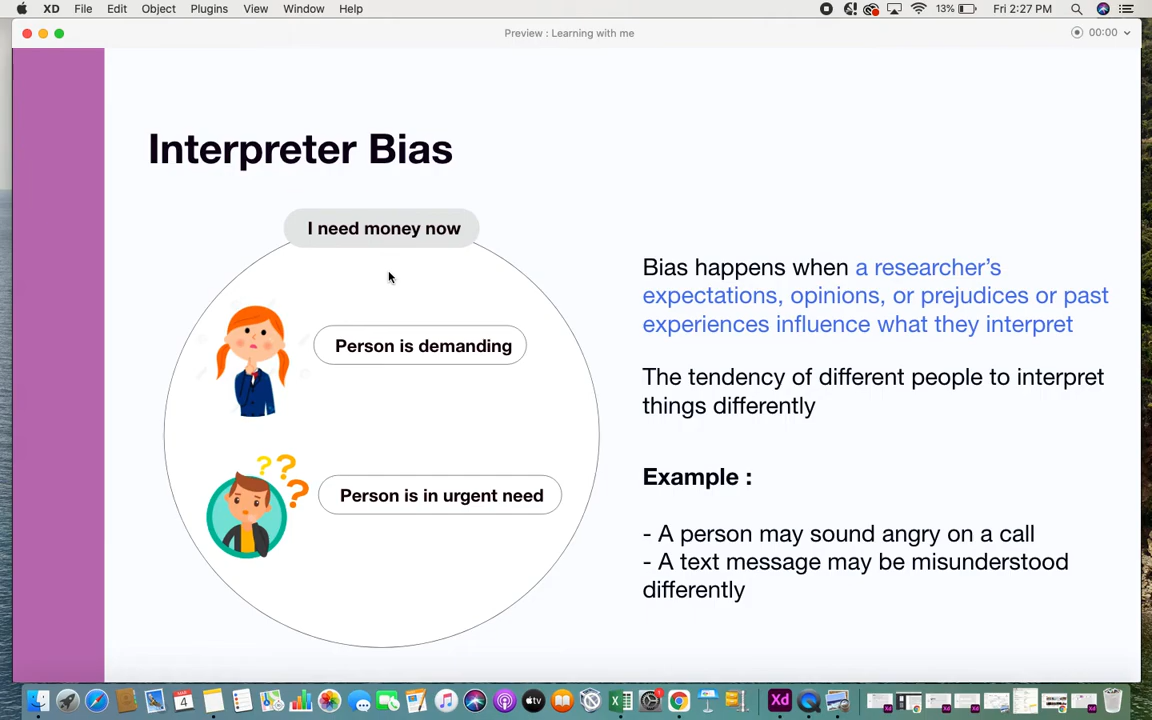 XD File Edit View Object Plugins Window Help 13% Fri 2:27 PM
Preview : Learning with me 00:00
Interpreter Bias
I need money now
Person is demanding
???
Person is in urgent need
Bias happens when a researcher’s
expectations, opinions, or prejudices or past
experiences influence what they interpret
The tendency of different people to interpret
things differently
Example :
- A person may sound angry on a call
- A text message may be misunderstood
differently
4
tv
Xd